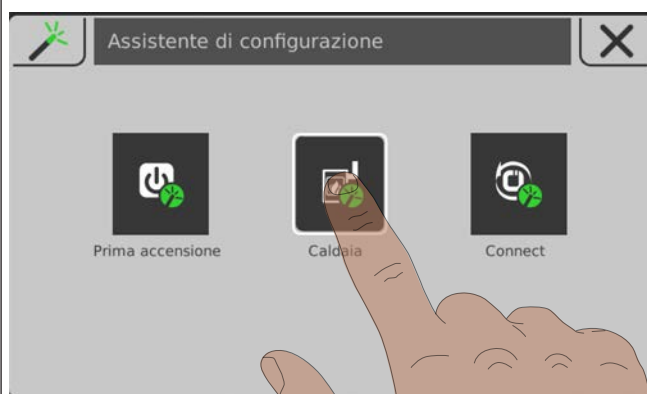 Assistente di configurazione
Prima accensione
Caldaia
Connect